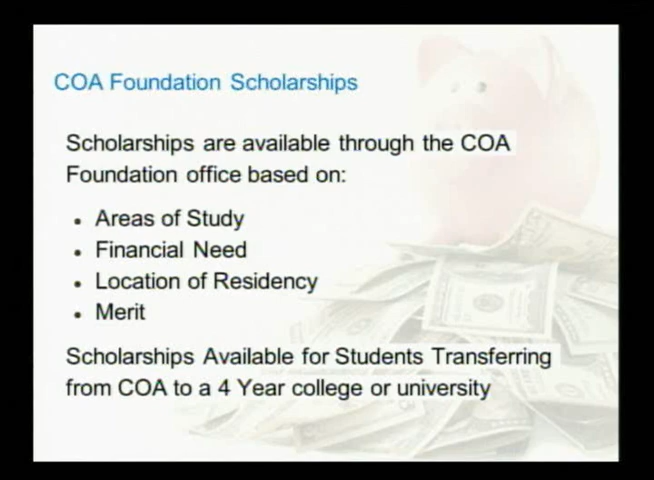 COA Foundation Scholarships
Scholarships are available through the COA
Foundation office based on:
• Areas of Study
• Financial Need
• Location of Residency
• Merit
Scholarships Available for Students Transferring
from COA to a 4 Year college or university